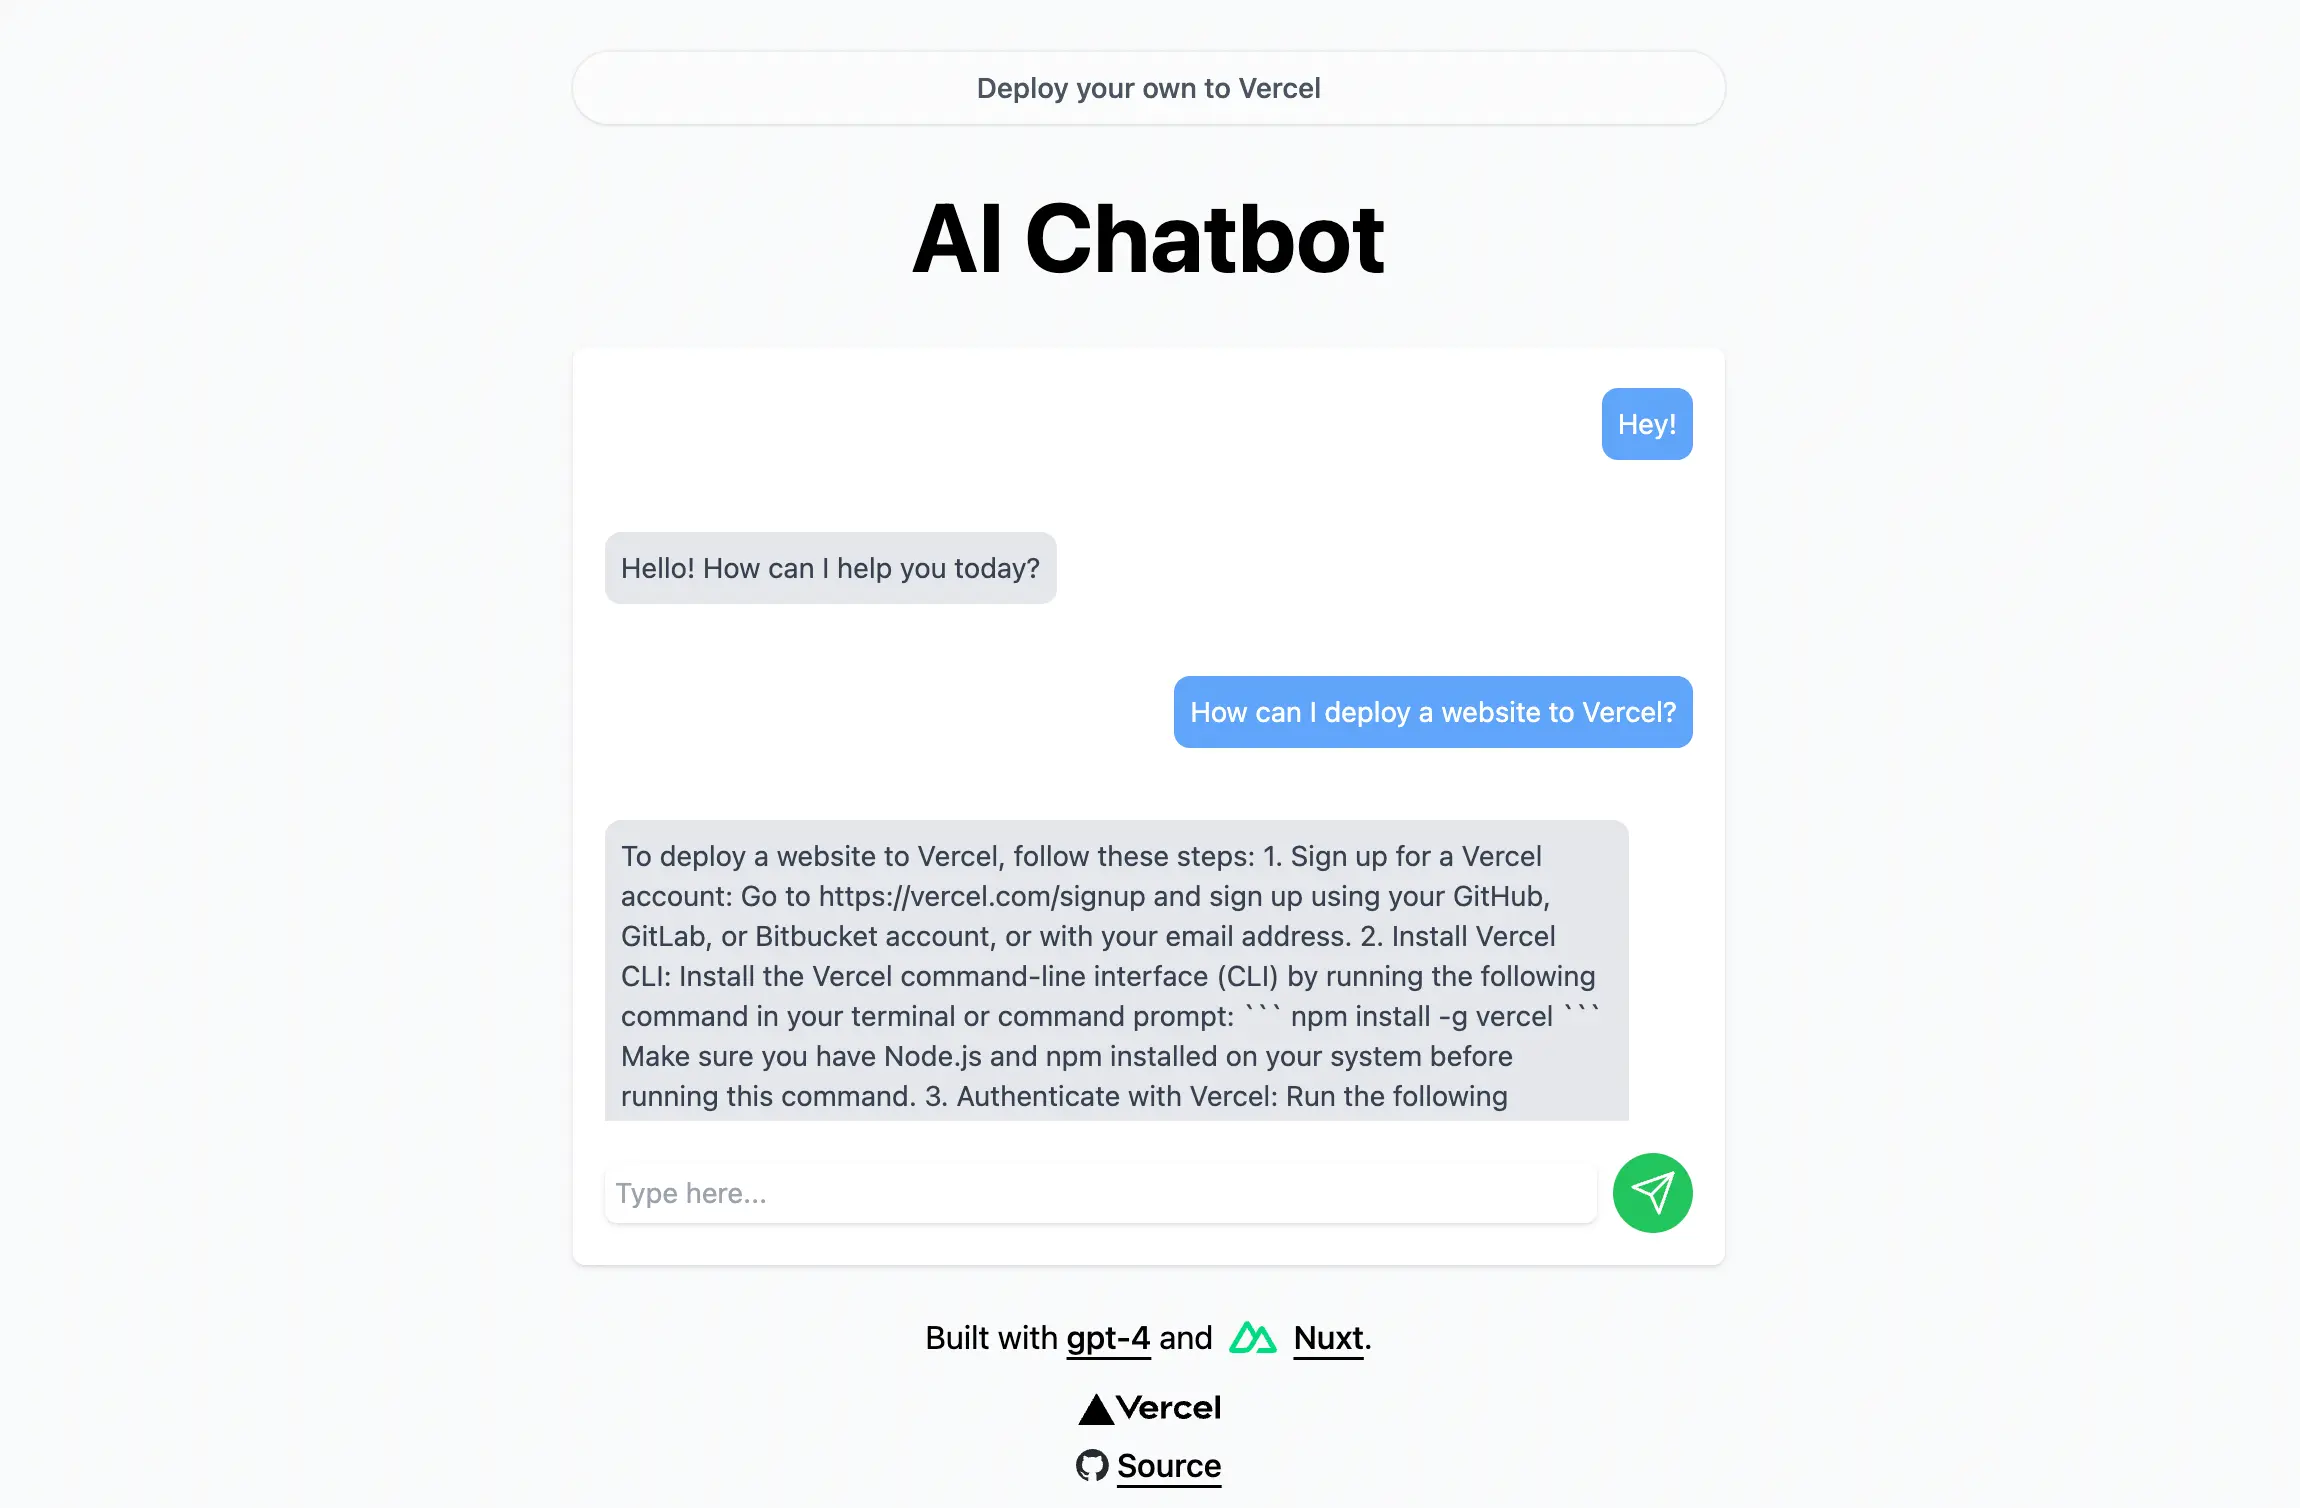 Deploy your own to Vercel
AI Chatbot
Hey!
Hello! How can I help you today?
How can I deploy a website to Vercel?
To deploy a website to Vercel, follow these steps: 1. Sign up for a Vercel
account: Go to https://vercel.com/signup and sign up using your GitHub,
GitLab, or Bitbucket account, or with your email address. 2. Install Vercel
CLI: Install the Vercel command-line interface (CLI) by running the following
command in your terminal or command prompt: ``` npm install -g vercel ```
Make sure you have Node.js and npm installed on your system before
running this command. 3. Authenticate with Vercel: Run the following
Type here...
Built with gpt-4 and Nuxt.
Vercel
Source